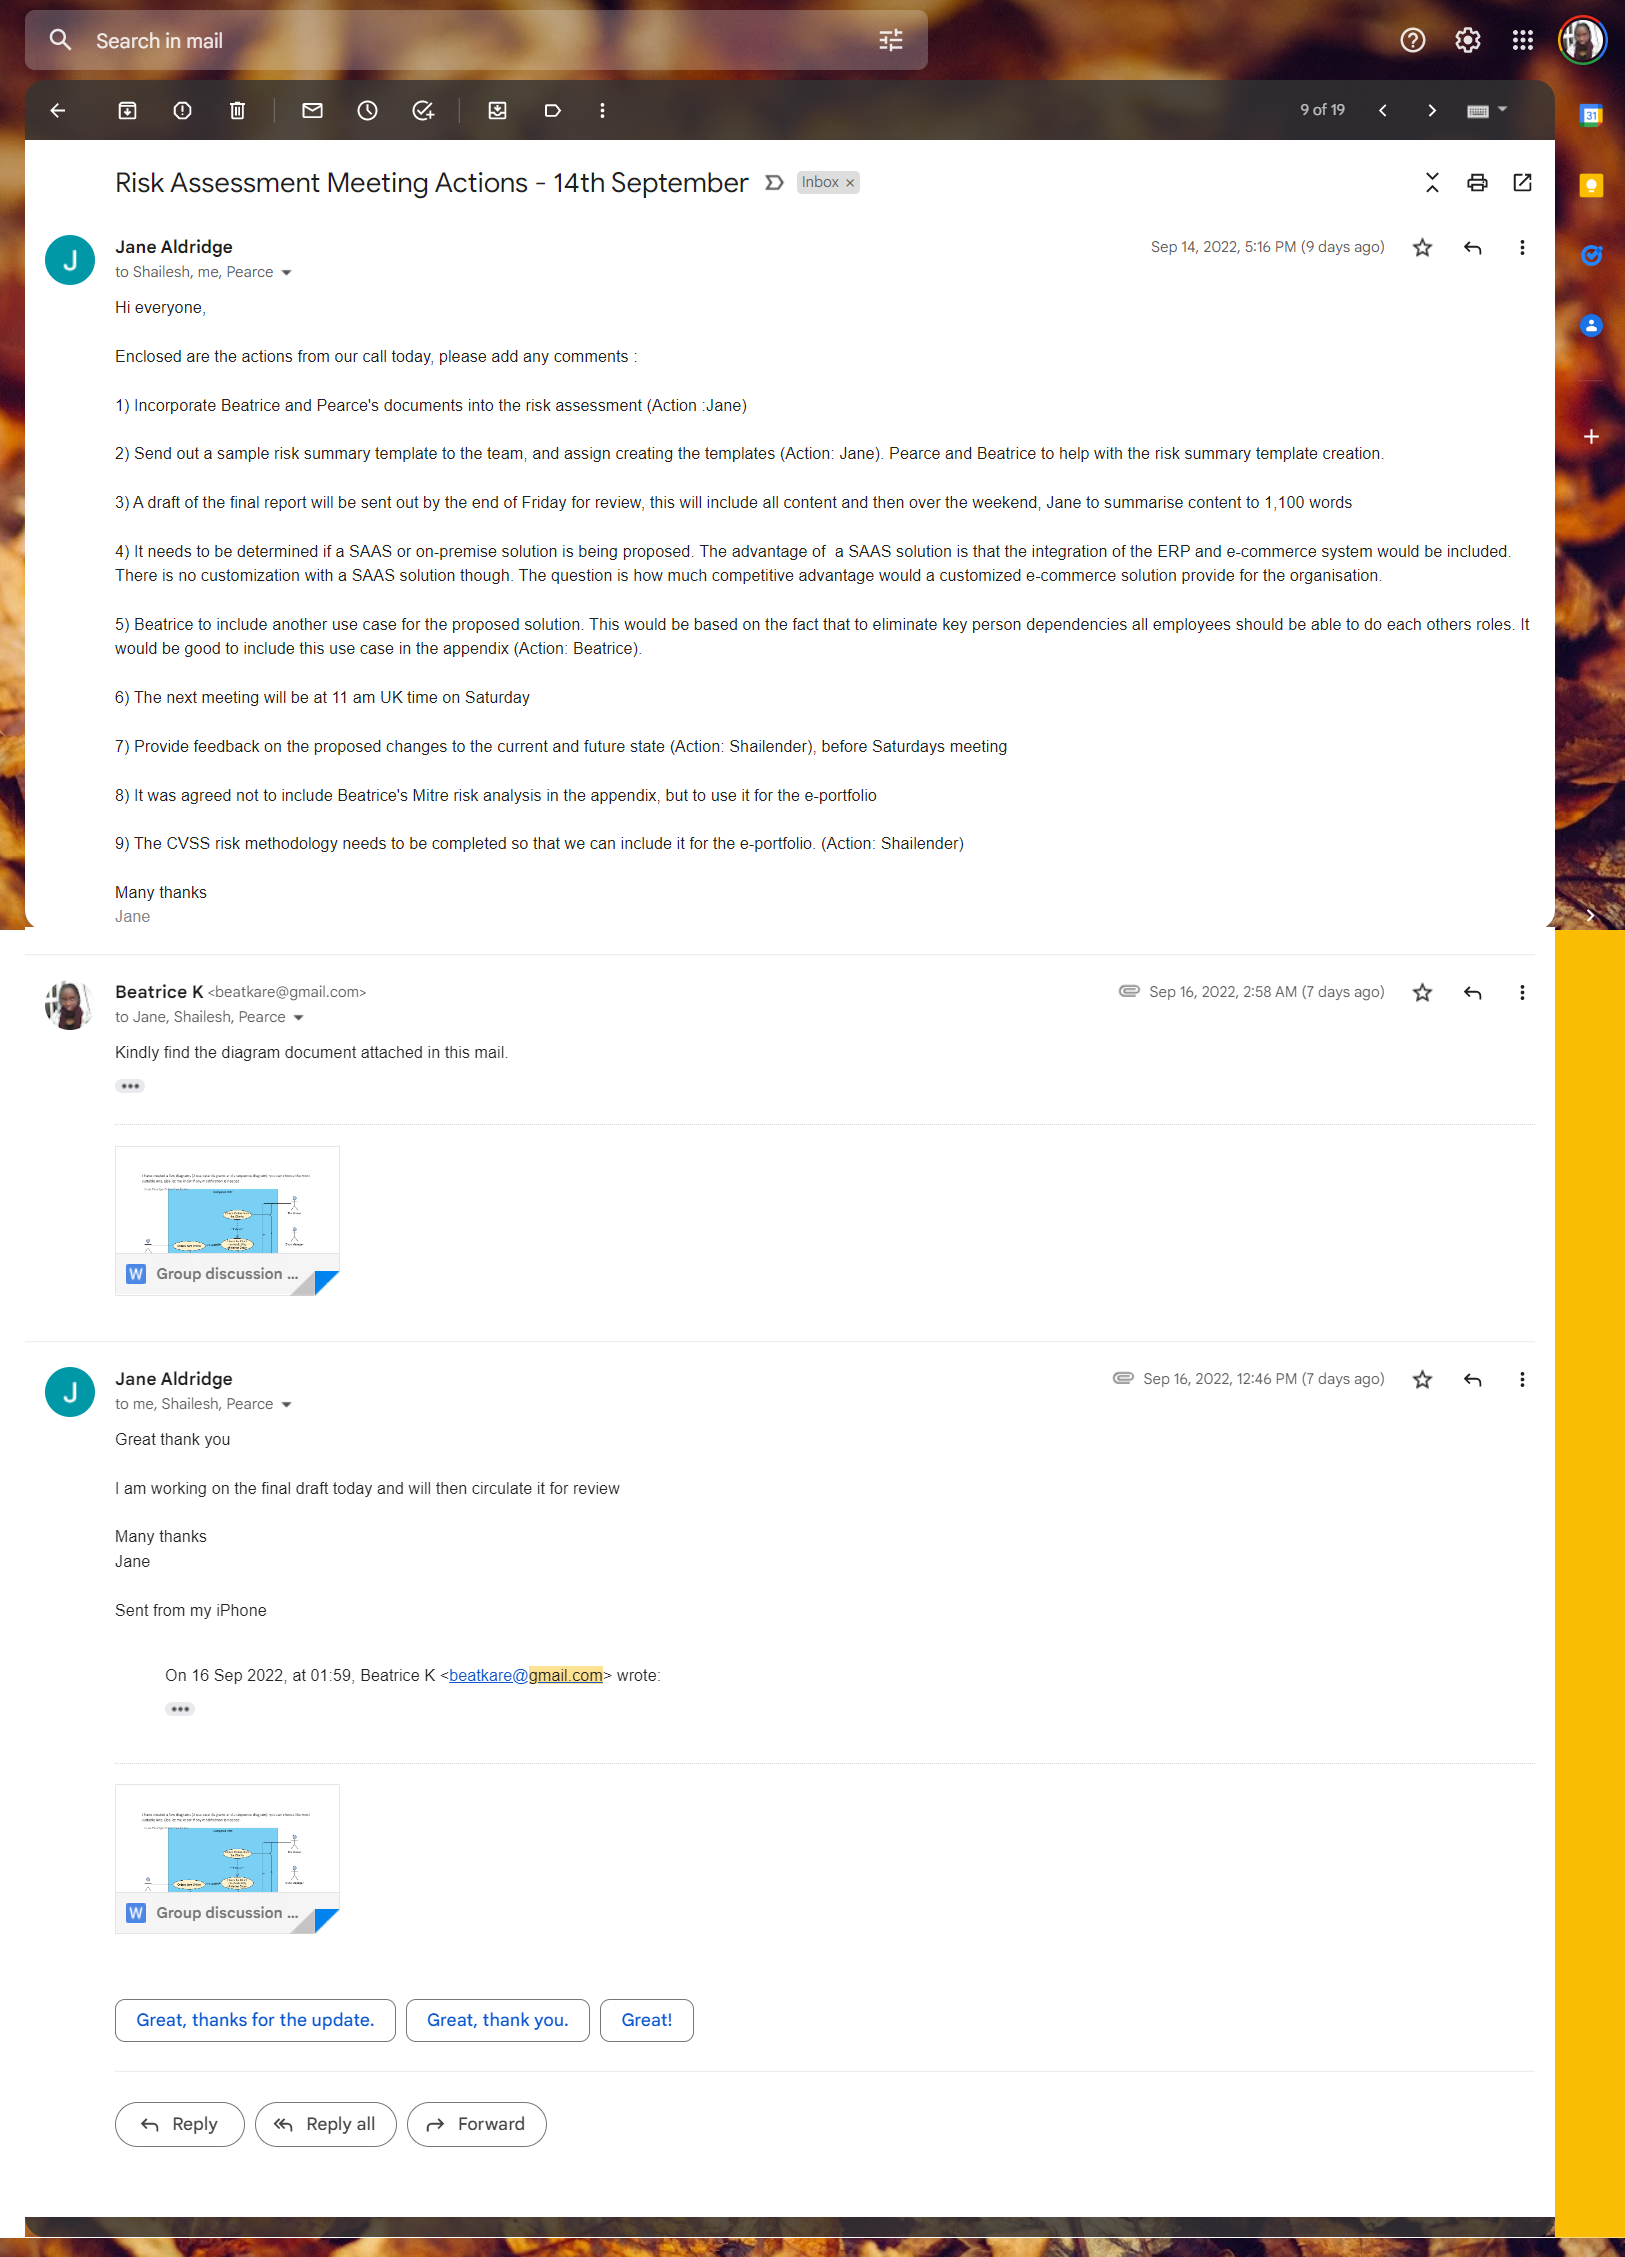 Search in mail
9 of 19
31
Risk Assessment Meeting Actions - 14th September
Inbox ×
J
Jane Aldridge
Sep 14, 2022, 5:16 PM (9 days ago)
to Shailesh, me, Pearce
Hi everyone,
Enclosed are the actions from our call today, please add any comments :
1) Incorporate Beatrice and Pearce's documents into the risk assessment (Action :Jane)
2) Send out a sample risk summary template to the team, and assign creating the templates (Action: Jane). Pearce and Beatrice to help with the risk summary template creation.
3) A draft of the final report will be sent out by the end of Friday for review, this will include all content and then over the weekend, Jane to summarise content to 1,100 words
4) It needs to be determined if a SAAS or on-premise solution is being proposed. The advantage of  a SAAS solution is that the integration of the ERP and e-commerce system would be included.
There is no customization with a SAAS solution though. The question is how much competitive advantage would a customized e-commerce solution provide for the organisation.
5) Beatrice to include another use case for the proposed solution. This would be based on the fact that to eliminate key person dependencies all employees should be able to do each others roles. It
would be good to include this use case in the appendix (Action: Beatrice).
6) The next meeting will be at 11 am UK time on Saturday
7) Provide feedback on the proposed changes to the current and future state (Action: Shailender), before Saturdays meeting
8) It was agreed not to include Beatrice's Mitre risk analysis in the appendix, but to use it for the e-portfolio
9) The CVSS risk methodology needs to be completed so that we can include it for the e-portfolio. (Action: Shailender)
Many thanks
Jane
Beatrice K <beatkare@gmail.com>
Sep 16, 2022, 2:58 AM (7 days ago)
to Jane, Shailesh, Pearce
Kindly find the diagram document attached in this mail.
W Group discussion ...
J
Jane Aldridge
Sep 16, 2022, 12:46 PM (7 days ago)
to me, Shailesh, Pearce
Great thank you
I am working on the final draft today and will then circulate it for review
Many thanks
Jane
Sent from my iPhone
On 16 Sep 2022, at 01:59, Beatrice K <beatkare@gmail.com> wrote:
W Group discussion ...
Great, thanks for the update.
Great, thank you.
Great!
Reply
Reply all
Forward